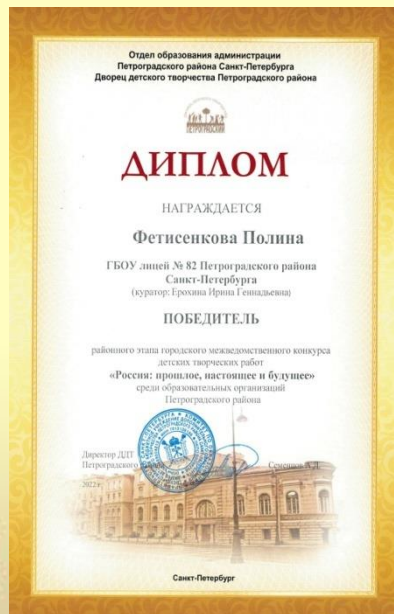 Отдел образования администрации
Петроградского района Санкт-Петербурга
Дворец детского творчества Петроградского района
ПЕТРОГРАДСКИЙ
ДИПЛОМ
НАГРАЖДАЕТСЯ
Фетисенкова Полина
ГБОУ лицей № 82 Петроградского района
Санкт-Петербурга
(куратор: Ерохина Ирина Геннадьевна)
ПОБЕДИТЕЛЬ
районного этапа городского межведомственного конкурса
детских творческих работ
«Россия: прошлое, настоящее и будущее»
среди образовательных организаций
Петроградского района
Директор ДДТ
Петроградского района
2022 г.
Санкт-Петербург